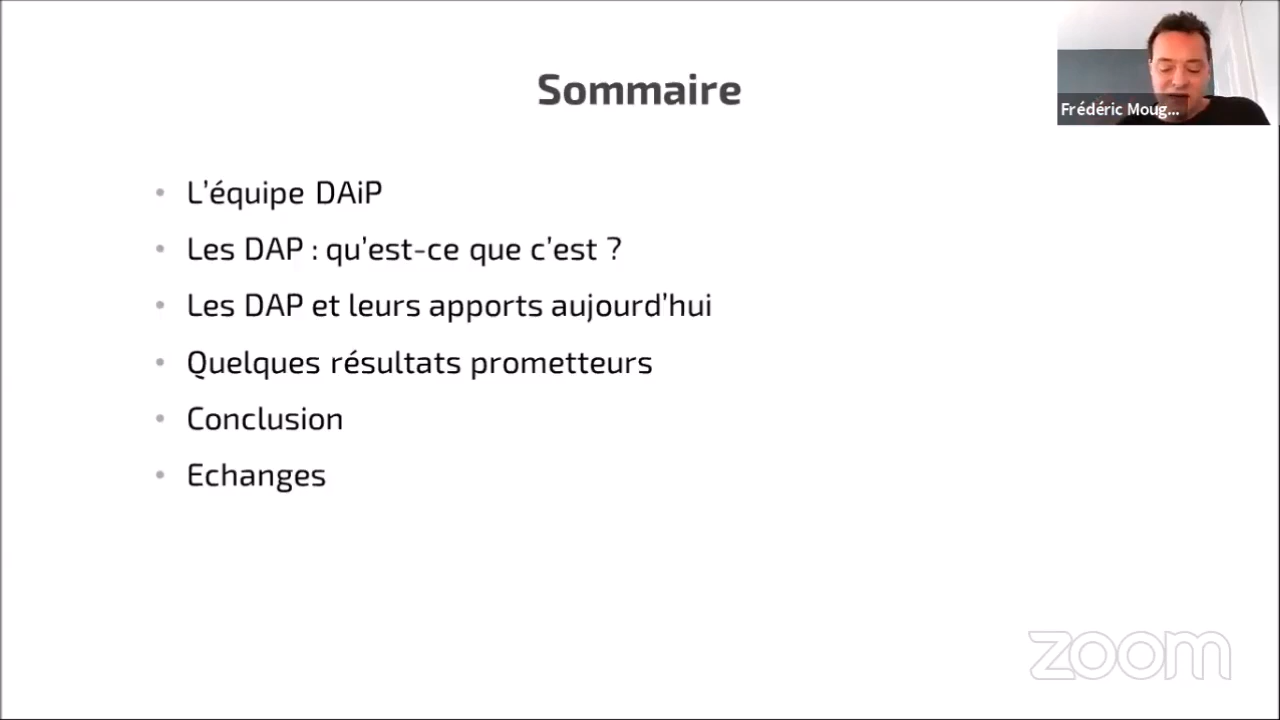 Sommaire
Frédéric Moug...
• L’équipe DAiP
• Les DAP : qu’est-ce que c’est ?
• Les DAP et leurs apports aujourd’hui
• Quelques résultats prometteurs
• Conclusion
• Echanges
zoom